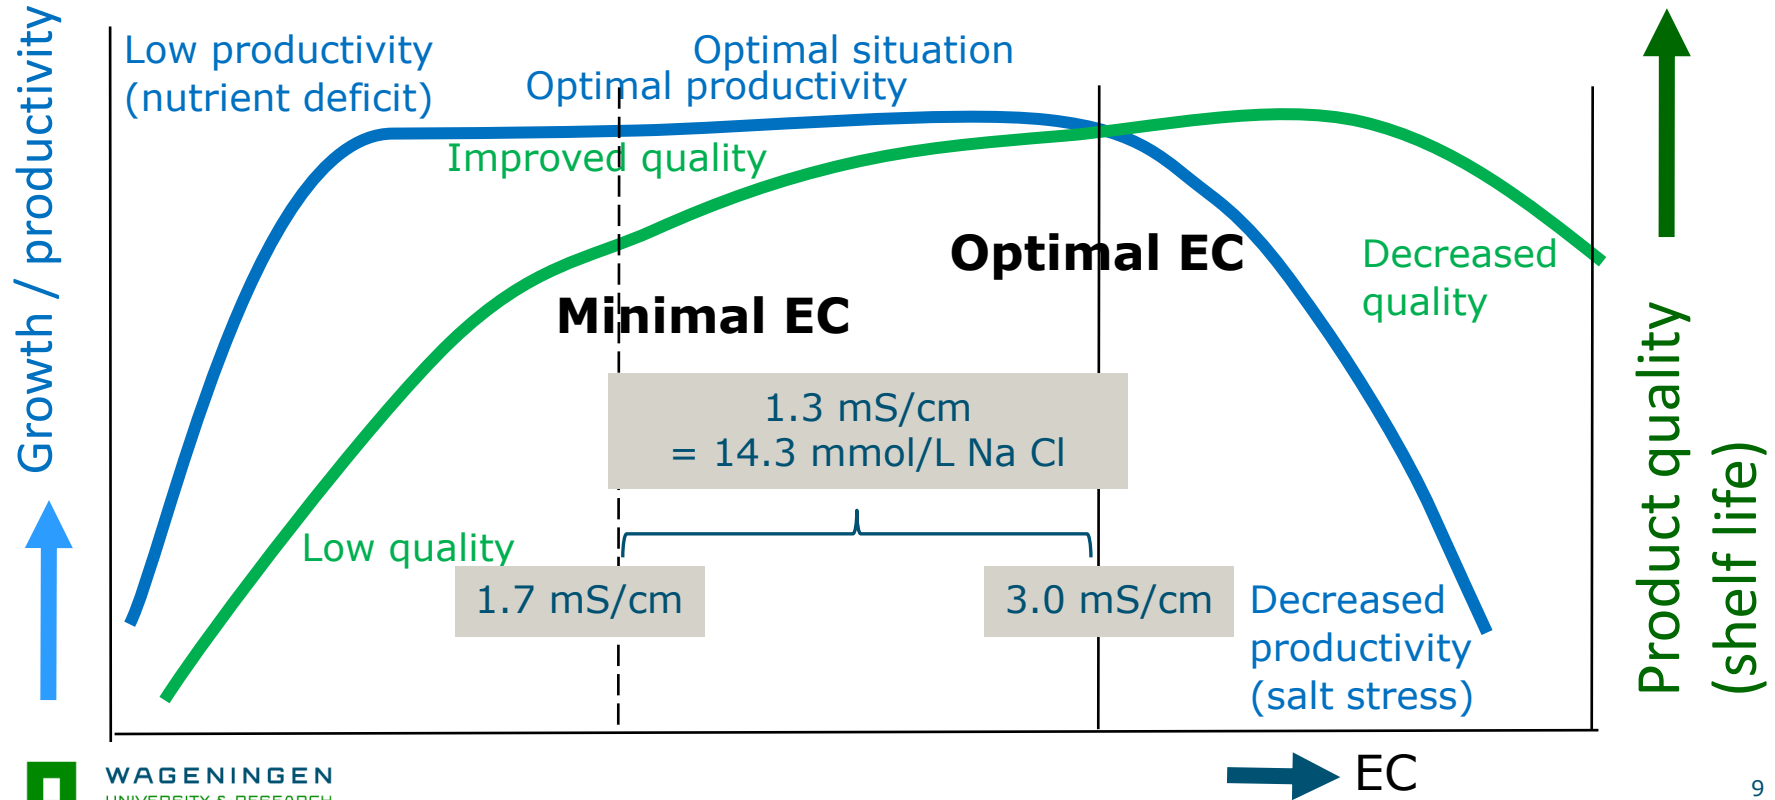 Growth / productivity
Low productivity
(nutrient deficit)
Optimal situation
Optimal productivity
Improved quality
Optimal EC
Minimal EC
Decreased
quality
1.3 mS/cm
= 14.3 mmol/L Na Cl
Low quality
1.7 mS/cm
3.0 mS/cm
Decreased
productivity
(salt stress)
Product quality
(shelf life)
EC
WAGENINGEN
UNIVERSITY & RESEARCH
9